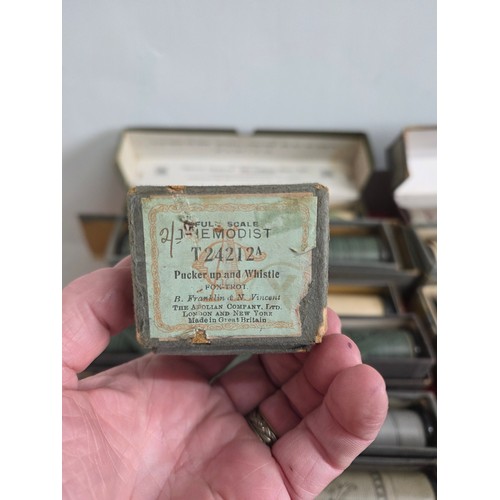 FULL SCALE
THEMODIST
T24212A
Pucker up and Whistle
FOX-TROT.
B. Franklin & N. Vincent
THE AEOLIAN COMPANY, LTD.
LONDON AND NEW YORK
Made in Great Britain